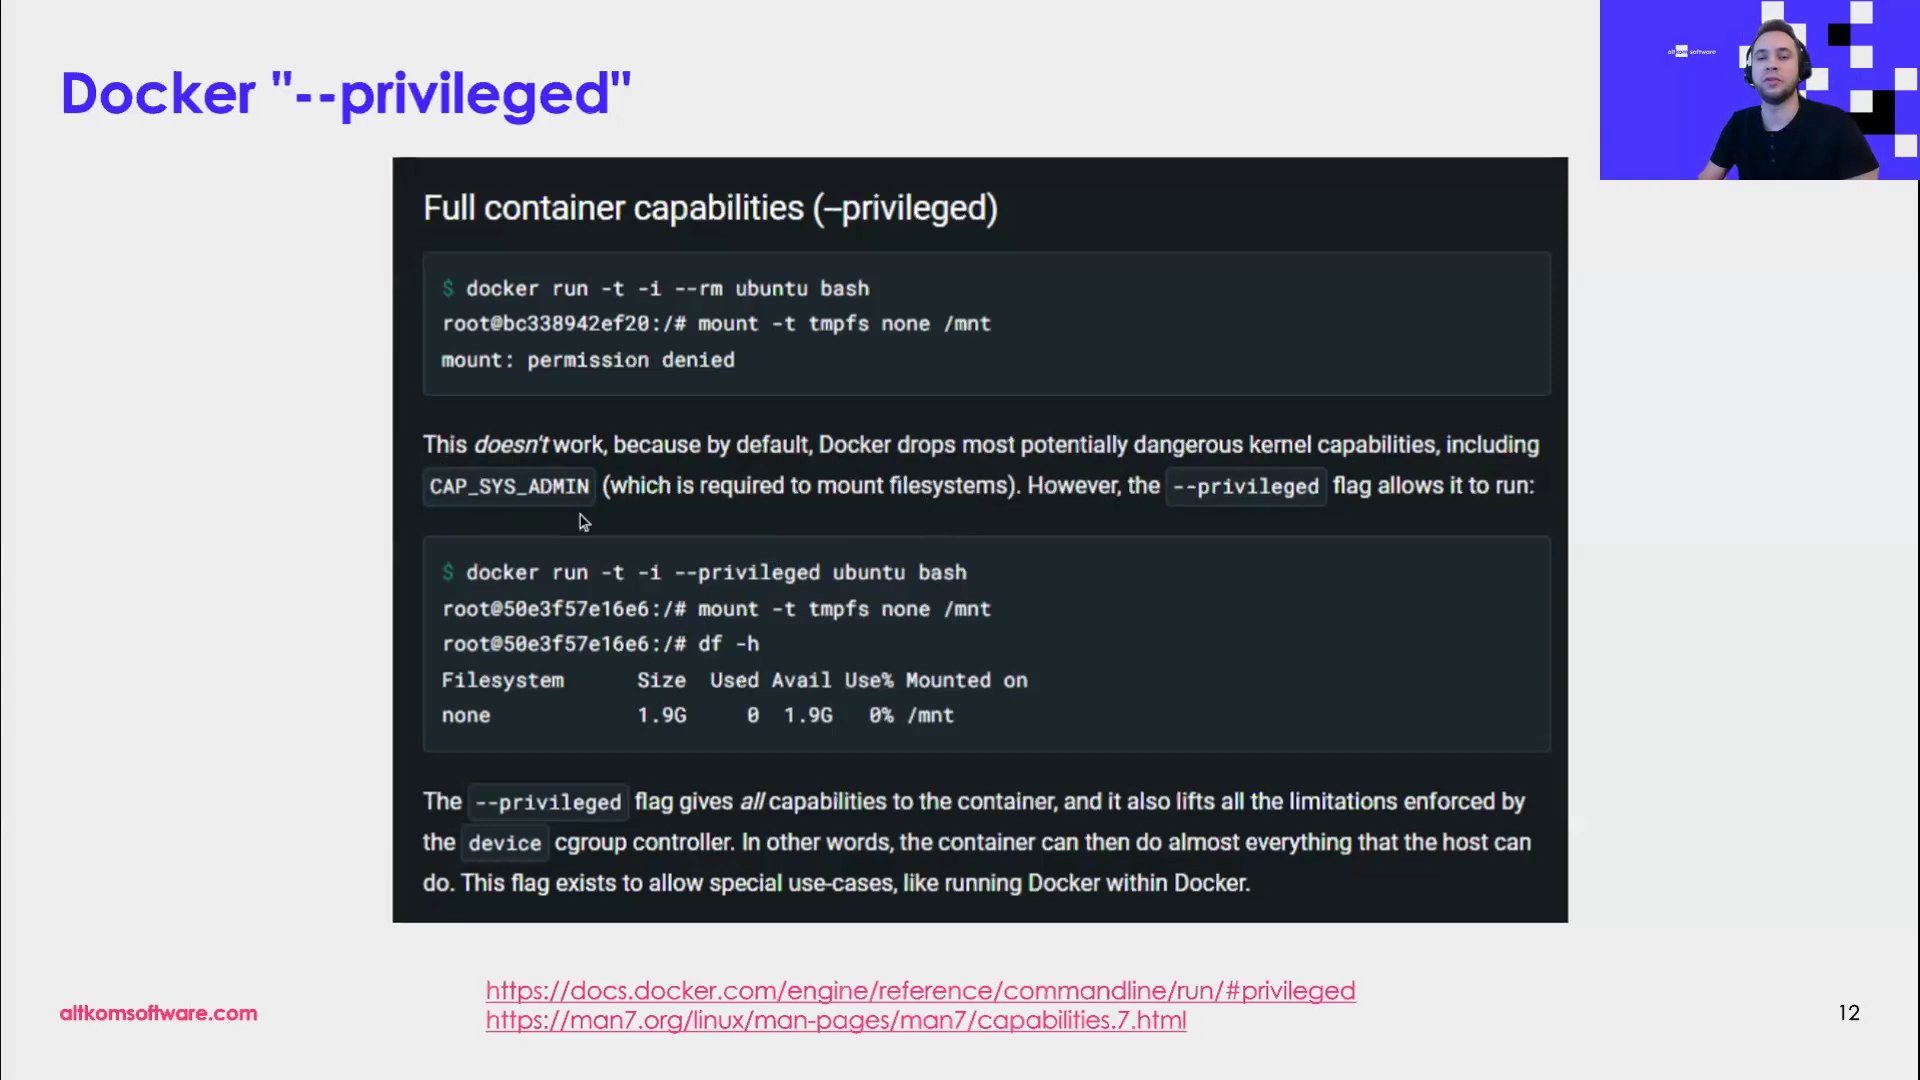 Docker "--privileged"
altkom software
Full container capabilities (–privileged)
$ docker run -t -i --rm ubuntu bash
root@bc338942ef20:/# mount -t tmpfs none /mnt
mount: permission denied
This doesn't work, because by default, Docker drops most potentially dangerous kernel capabilities, including
CAP_SYS_ADMIN (which is required to mount filesystems). However, the --privileged flag allows it to run:
$ docker run -t -i --privileged ubuntu bash
root@50e3f57e16e6:/# mount -t tmpfs none /mnt
root@50e3f57e16e6:/# df -h
Filesystem Size Used Avail Use% Mounted on
none 1.9G 0 1.9G 0% /mnt
The --privileged flag gives all capabilities to the container, and it also lifts all the limitations enforced by
the device cgroup controller. In other words, the container can then do almost everything that the host can
do. This flag exists to allow special use-cases, like running Docker within Docker.
https://docs.docker.com/engine/reference/commandline/run/#privileged
https://man7.org/linux/man-pages/man7/capabilities.7.html
altkomsoftware.com
12